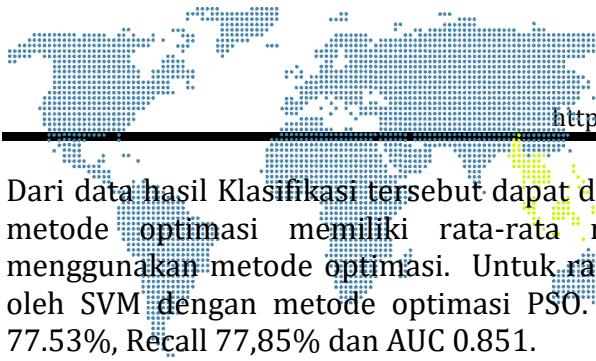 http
Dari data hasil Klasifikasi tersebut dapat d
metode optimasi memiliki rata-rata
menggunakan metode optimasi. Untuk ra
oleh SVM dengan metode optimasi PSO.
77.53%, Recall 77,85% dan AUC 0.851.